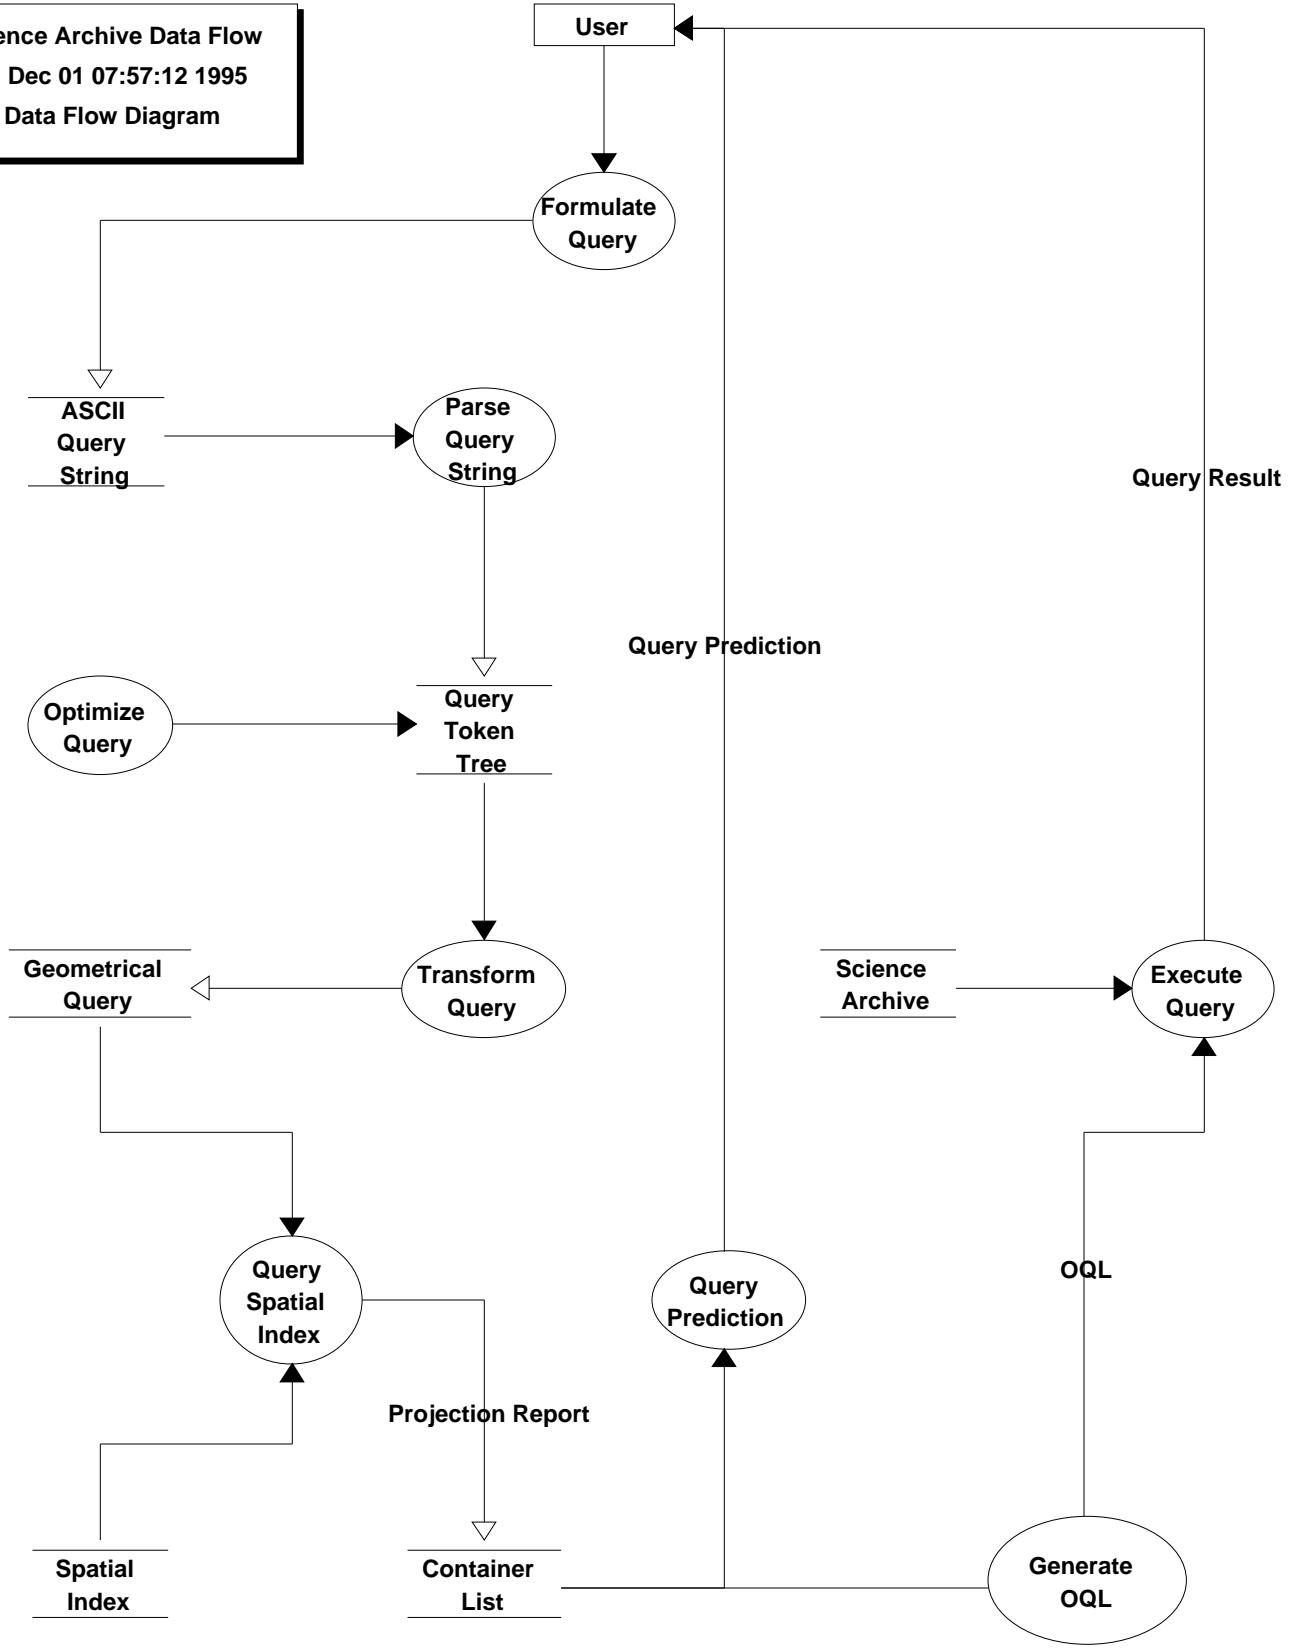 ence Archive Data Flow
Dec 01 07:57:12 1995
Data Flow Diagram
User
Formulate
Query
ASCII
Query
String
Parse
Query
String
Query Result
Query Prediction
Optimize
Query
Query
Token
Tree
Geometrical
Query
Transform
Query
Science
Archive
Execute
Query
Query
Spatial
Index
Query
Prediction
OQL
Projection Report
Spatial
Index
Container
List
Generate
OQL